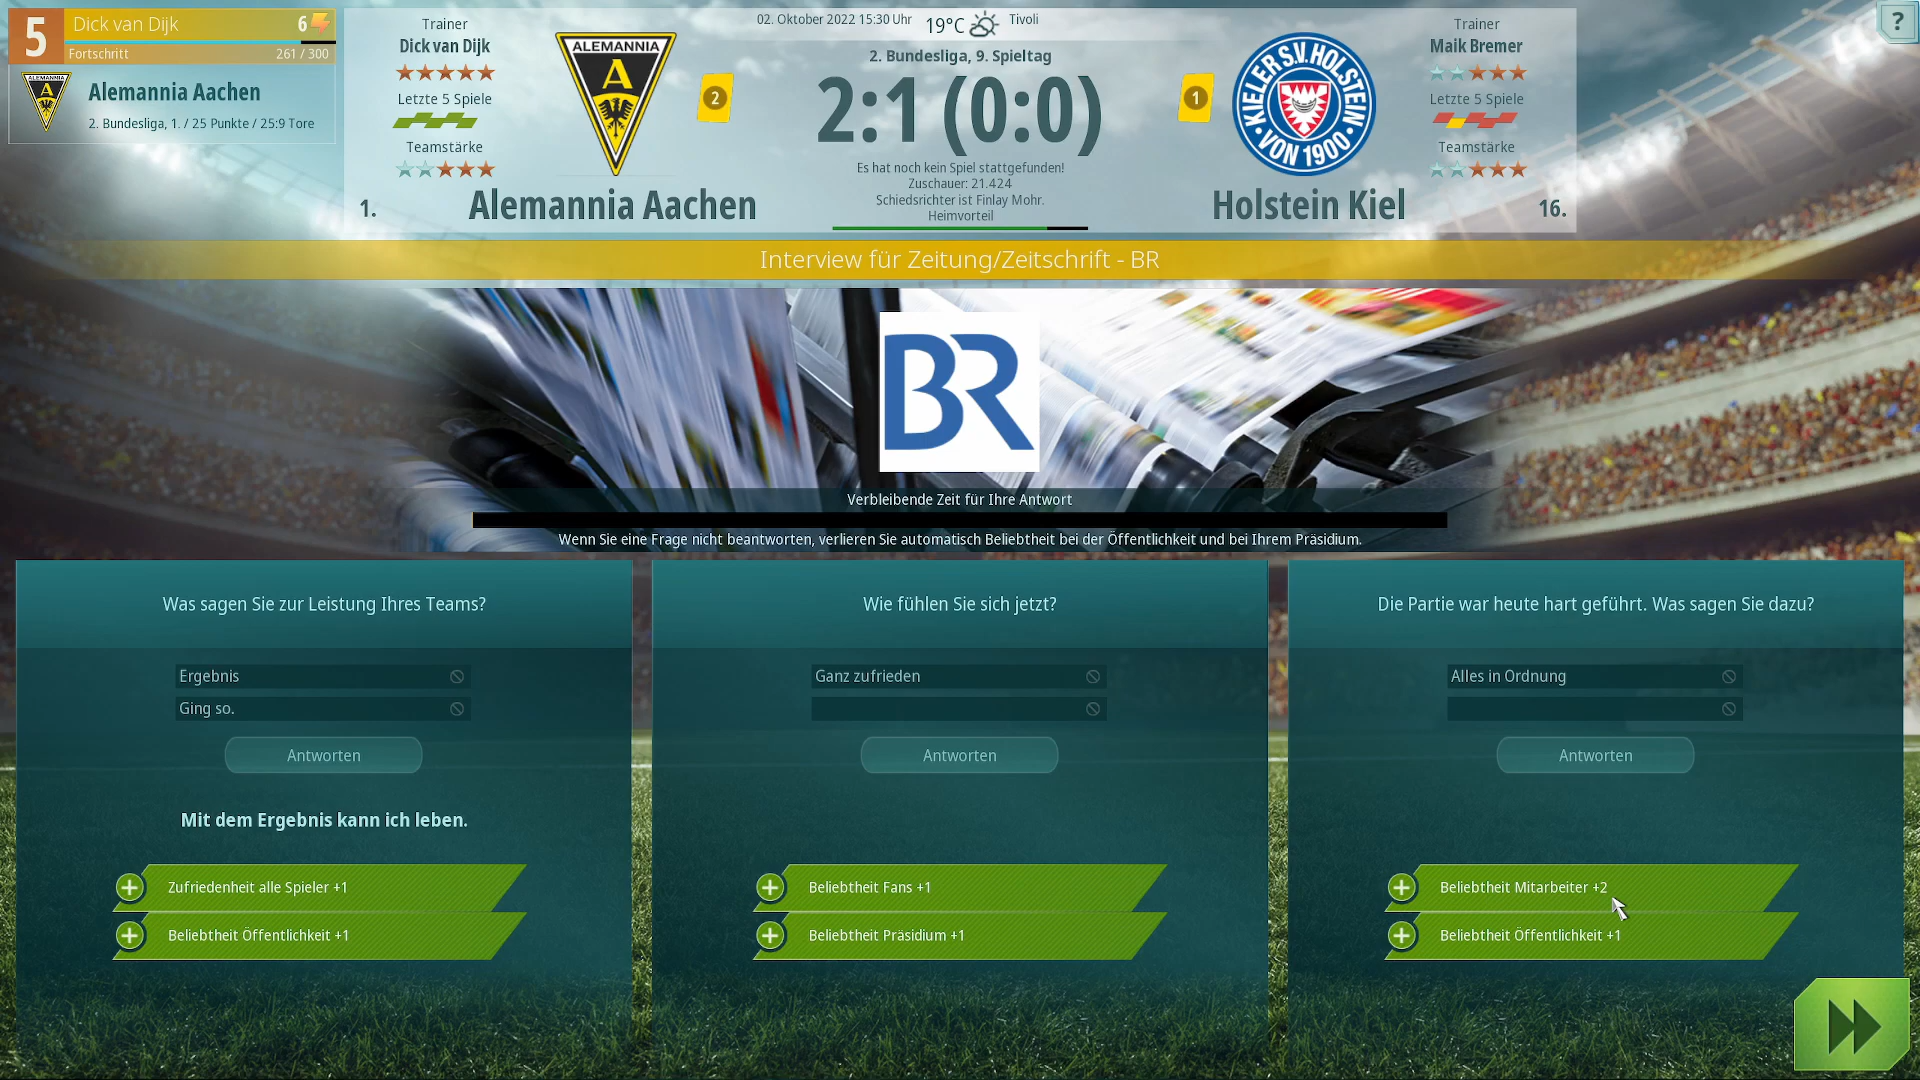 5
Dick van Dijk
6
Fortschritt
261 / 300
ALEMANNIA
A
Alemannia Aachen
2. Bundesliga, 1. / 25 Punkte / 25:9 Tore
Trainer
Dick van Dijk
Letzte 5 Spiele
Teamstärke
1.
ALEMANNIA
A
Alemannia Aachen
2
02. Oktober 2022 15:30 Uhr
19°C
Tivoli
2. Bundesliga, 9. Spieltag
2:1 (0:0)
Es hat noch kein Spiel stattgefunden!
Zuschauer: 21.424
Schiedsrichter ist Finlay Mohr.
Heimvorteil
1
KIELER S.V. HOLSTEIN
VON 1900
Holstein Kiel
Trainer
Maik Bremer
Letzte 5 Spiele
Teamstärke
16.
?
Interview für Zeitung/Zeitschrift - BR
BR
Verbleibende Zeit für Ihre Antwort
Wenn Sie eine Frage nicht beantworten, verlieren Sie automatisch Beliebtheit bei der Öffentlichkeit und bei Ihrem Präsidium.
Was sagen Sie zur Leistung Ihres Teams?
Ergebnis
Ging so.
Antworten
Mit dem Ergebnis kann ich leben.
Zufriedenheit alle Spieler +1
Beliebtheit Öffentlichkeit +1
Wie fühlen Sie sich jetzt?
Ganz zufrieden
Antworten
Beliebtheit Fans +1
Beliebtheit Präsidium +1
Die Partie war heute hart geführt. Was sagen Sie dazu?
Alles in Ordnung
Antworten
Beliebtheit Mitarbeiter +2
Beliebtheit Öffentlichkeit +1